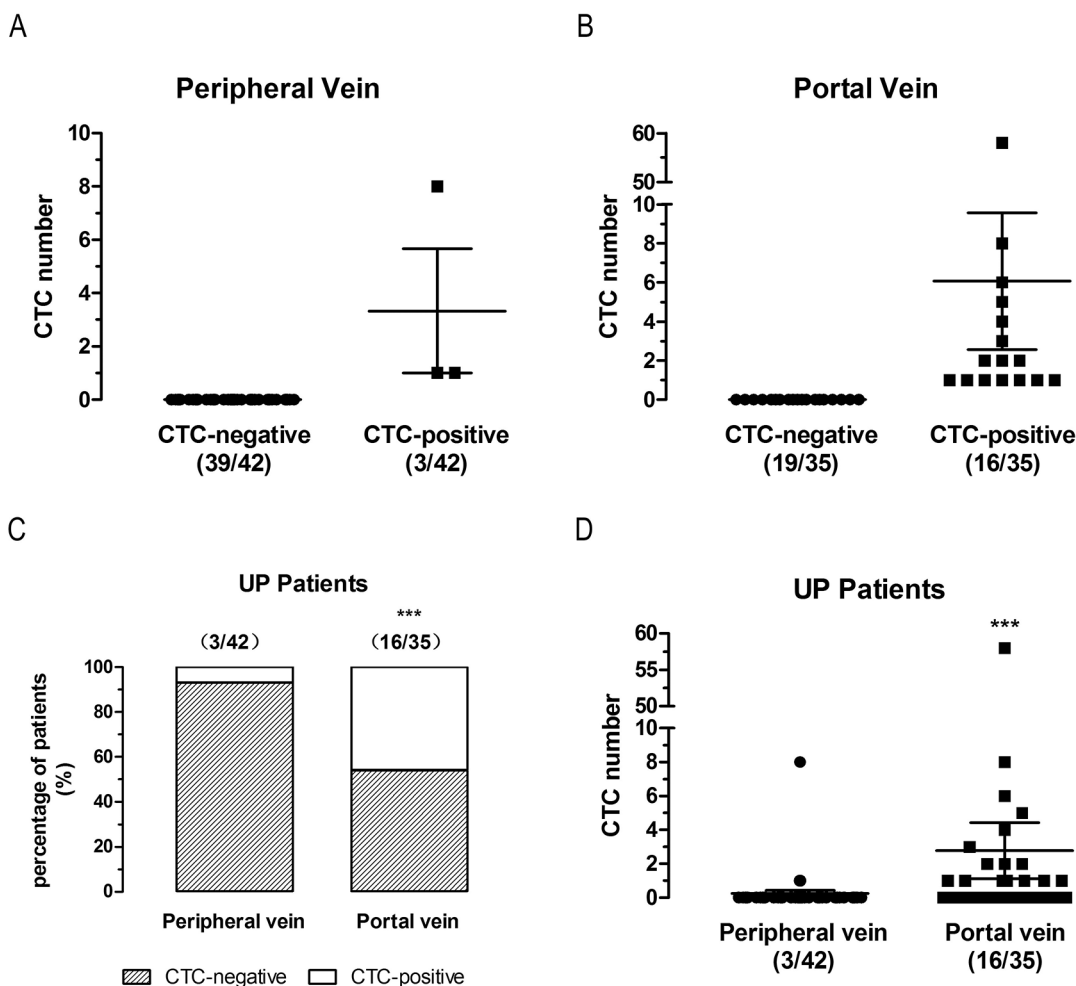 A
Peripheral Vein
CTC number
10
8
6
4
2
0
CTC-negative
(39/42)
CTC-positive
(3/42)
B
Portal Vein
CTC number
60
50
10
8
6
4
2
0
CTC-negative
(19/35)
CTC-positive
(16/35)
C
UP Patients
***
（3/42）
（16/35）
percentage of patients
(%)
100
80
60
40
20
0
Peripheral vein
Portal vein
CTC-negative
CTC-positive
D
UP Patients
***
CTC number
60
55
50
10
8
6
4
2
0
Peripheral vein
(3/42)
Portal vein
(16/35)